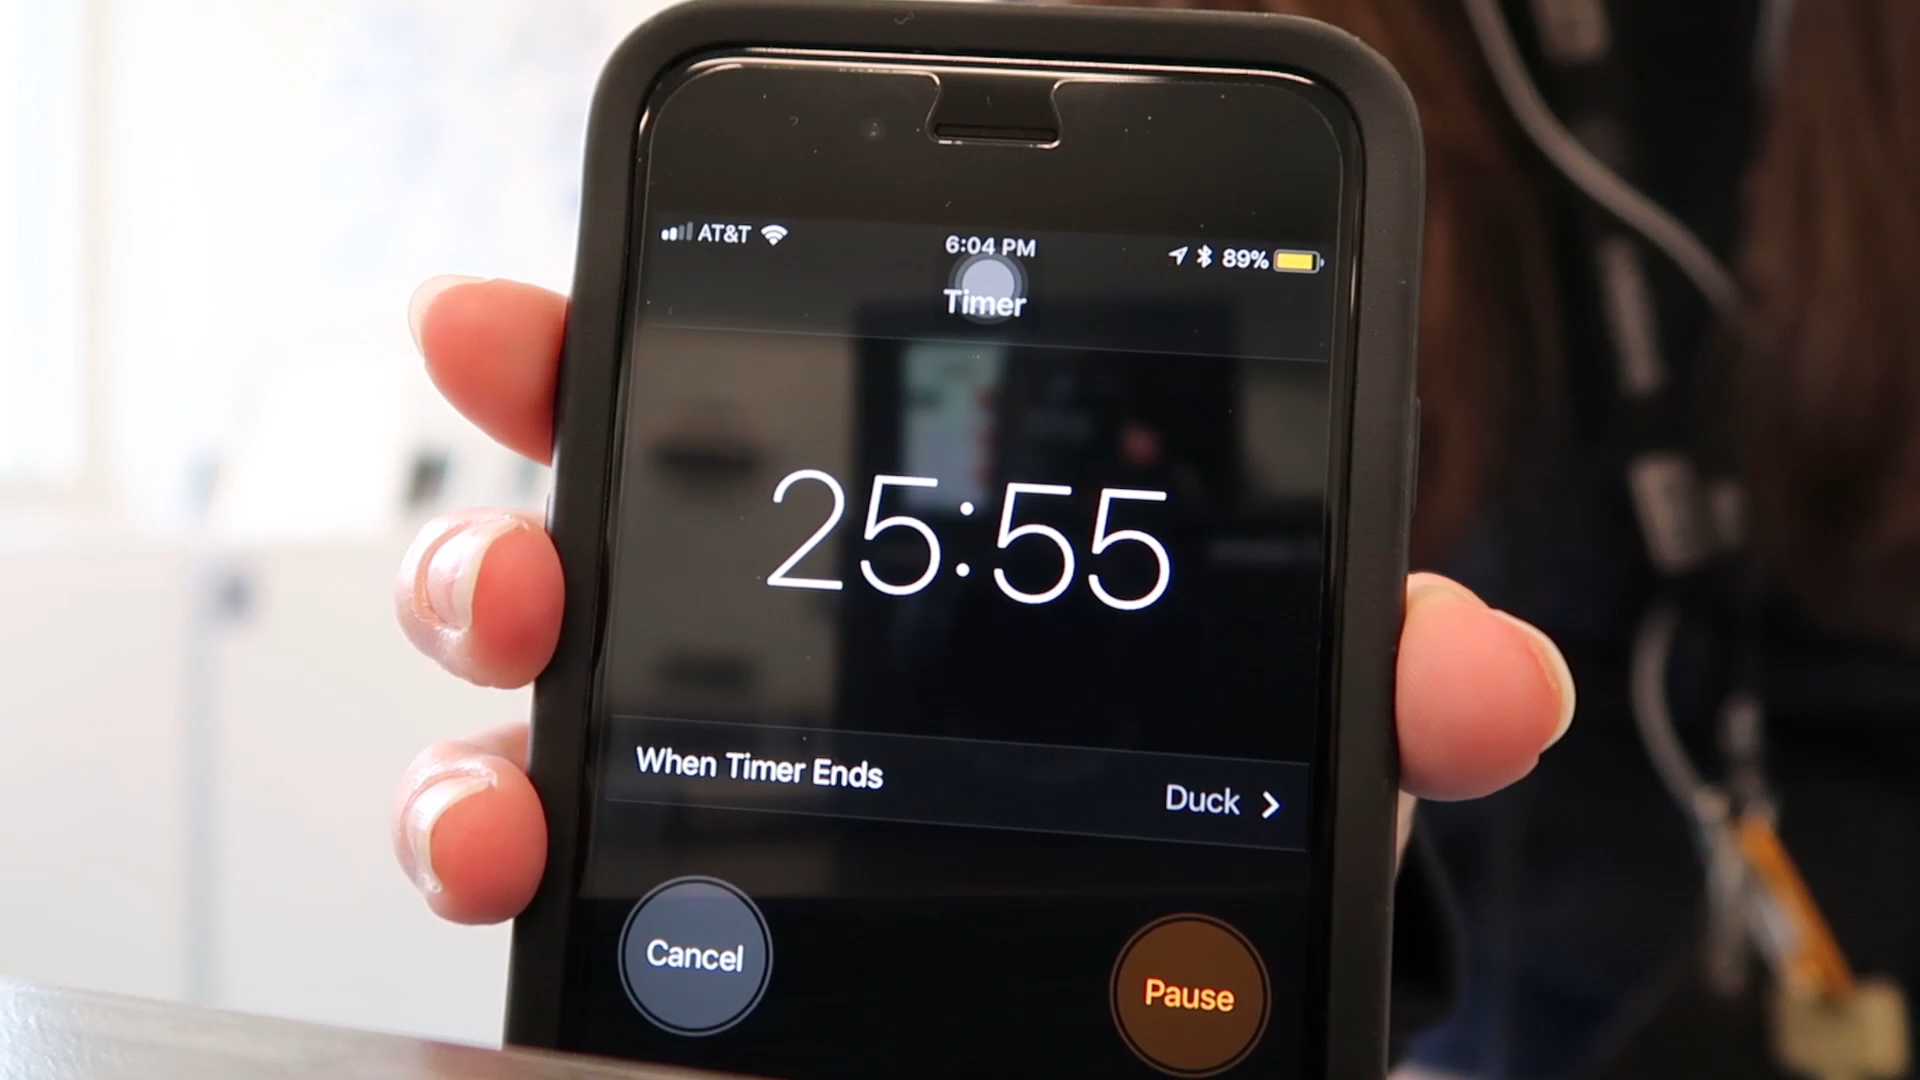 AT&T 6:04 PM 89%
Timer
25:55
When Timer Ends Duck
Cancel Pause